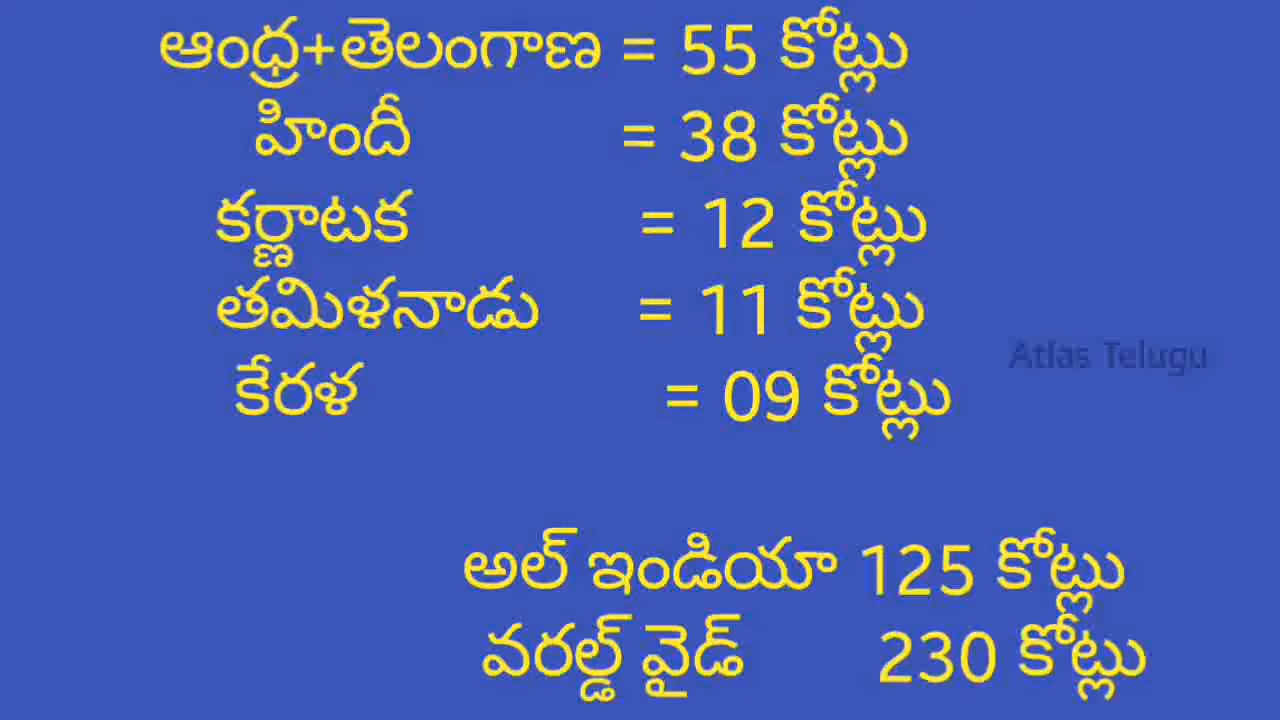 ఆంధ్ర+తెలంగాణ = 55 కోట్లు
హిందీ = 38 కోట్లు
కర్ణాటక = 12 కోట్లు
తమిళనాడు = 11 కోట్లు
Atlas Telugu
కేరళ = 09 కోట్లు
అల్ ఇండియా 125 కోట్లు
వరల్డ్ వైడ్ 230 కోట్లు